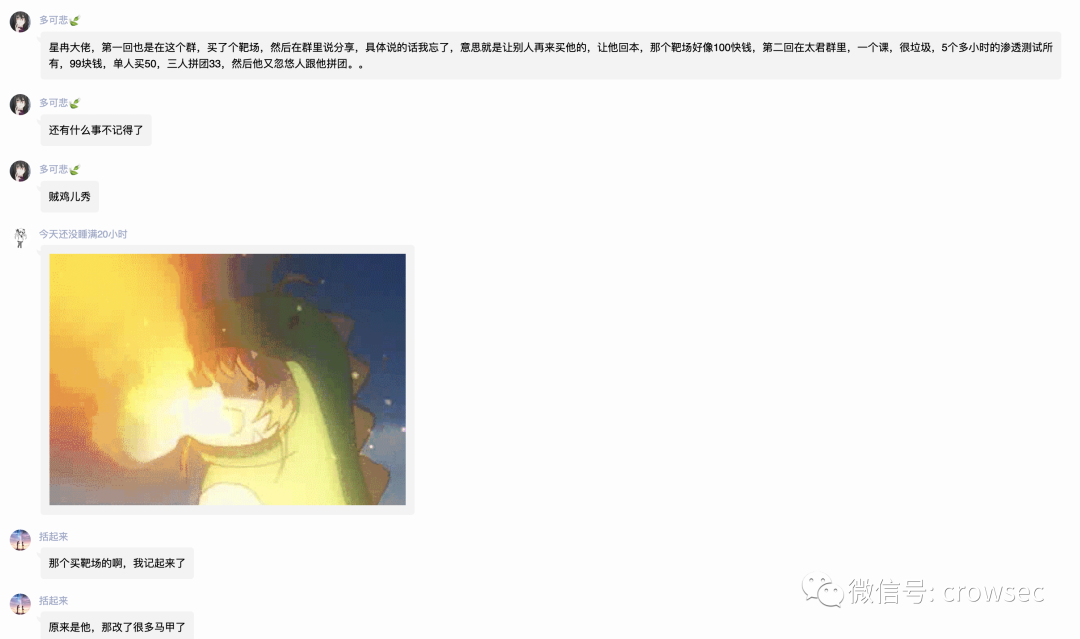 多可悲
星冉大佬，第一回也是在这个群，买了个靶场，然后在群里说分享，具体说的话我忘了，意思就是让别人再来买他的，让他回本，那个靶场好像100快钱，第二回在太君群里，一个课，很垃圾，5个多小时的渗透测试所
有，99块钱，单人买50，三人拼团33，然后他又忽悠人跟他拼团。。
多可悲
还有什么事不记得了
多可悲
贼鸡儿秀
今天还没睡满20小时
括起来
那个买靶场的啊，我记起来了
括起来
原来是他，那改了很多马甲了
微信号: crowsec